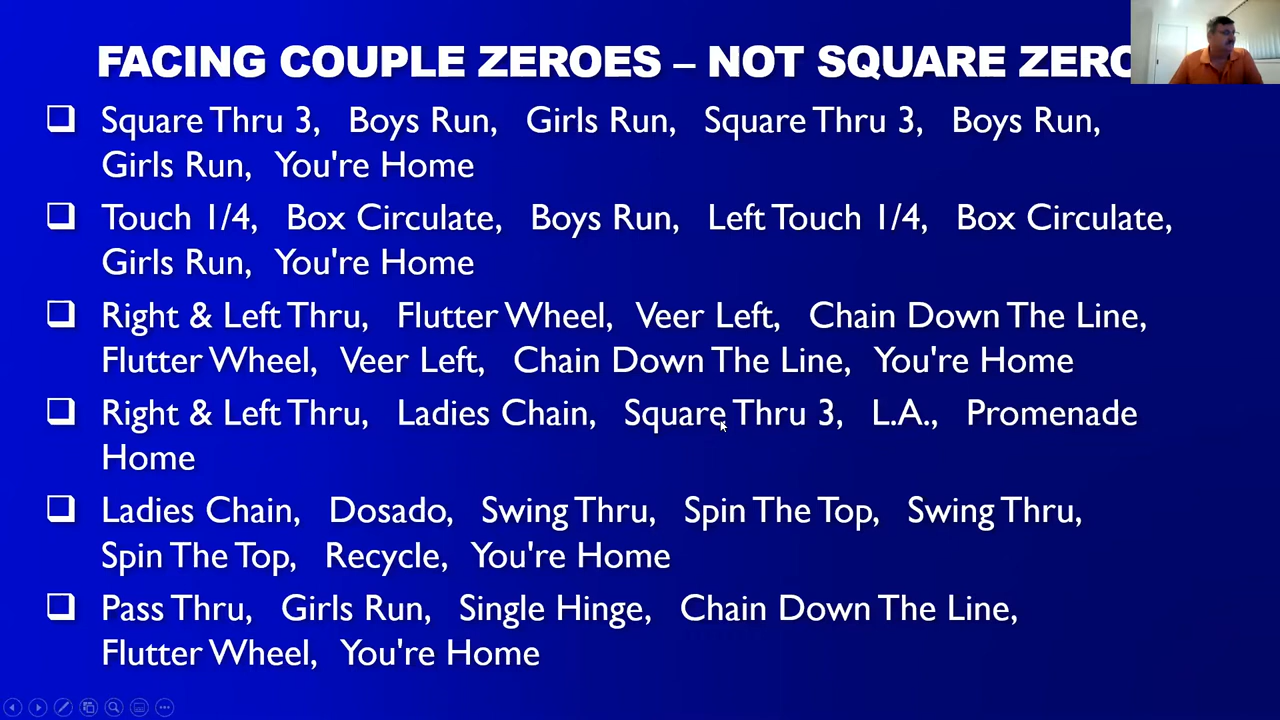 FACING COUPLE ZEROES – NOT SQUARE ZERO
Square Thru 3, Boys Run, Girls Run, Square Thru 3, Boys Run,
Girls Run, You're Home
Touch 1/4, Box Circulate, Boys Run, Left Touch 1/4, Box Circulate,
Girls Run, You're Home
Right & Left Thru, Flutter Wheel, Veer Left, Chain Down The Line,
Flutter Wheel, Veer Left, Chain Down The Line, You're Home
Right & Left Thru, Ladies Chain, Square Thru 3, L.A., Promenade
Home
Ladies Chain, Dosado, Swing Thru, Spin The Top, Swing Thru,
Spin The Top, Recycle, You're Home
Pass Thru, Girls Run, Single Hinge, Chain Down The Line,
Flutter Wheel, You're Home